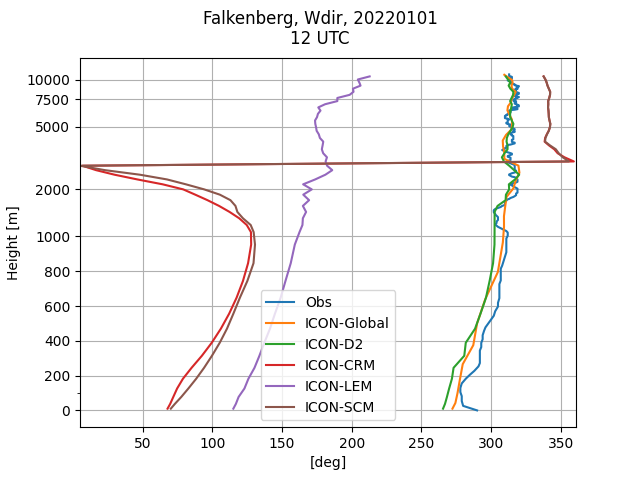 Falkenberg, Wdir, 20220101
12 UTC
10000
7500
5000
2000
1000
800
600
400
200
0
Height [m]
Obs
ICON-Global
ICON-D2
ICON-CRM
ICON-LEM
ICON-SCM
50
100
150
200
250
300
350
[deg]